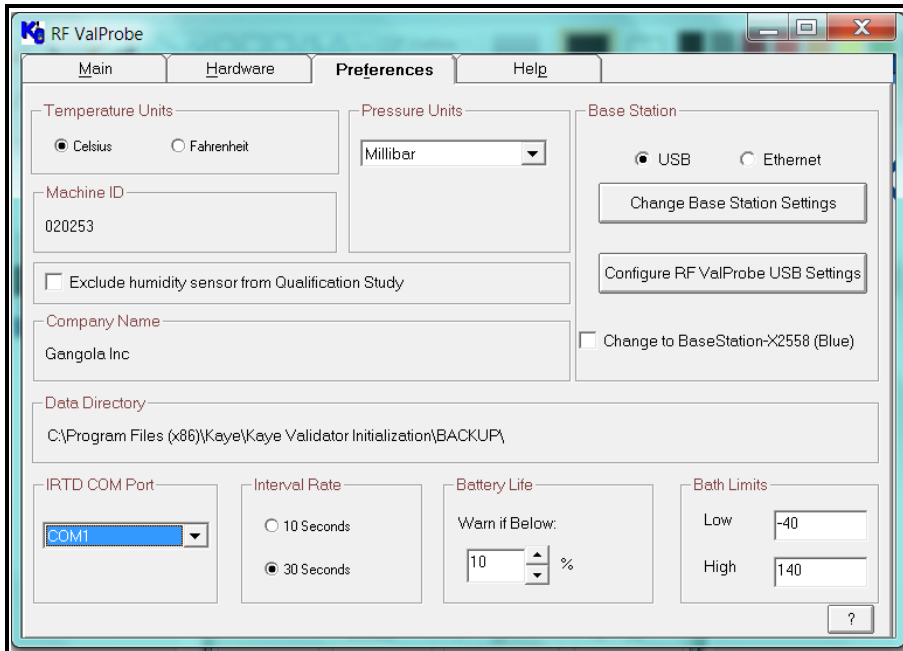 RF ValProbe
Main Hardware Preferences Help
Temperature Units
Celsius Fahrenheit
Pressure Units
Millibar
Base Station
USB Ethernet
Change Base Station Settings
Configure RF ValProbe USB Settings
Change to BaseStation-X2558 (Blue)
Machine ID
020253
Exclude humidity sensor from Qualification Study
Company Name
Gangola Inc
Data Directory
C:\Program Files (x86)\Kaye\Kaye Validator Initialization\BACKUP\
IRTD COM Port
COM1
Interval Rate
10 Seconds
30 Seconds
Battery Life
Warn if Below:
10 %
Bath Limits
Low -40
High 140
?